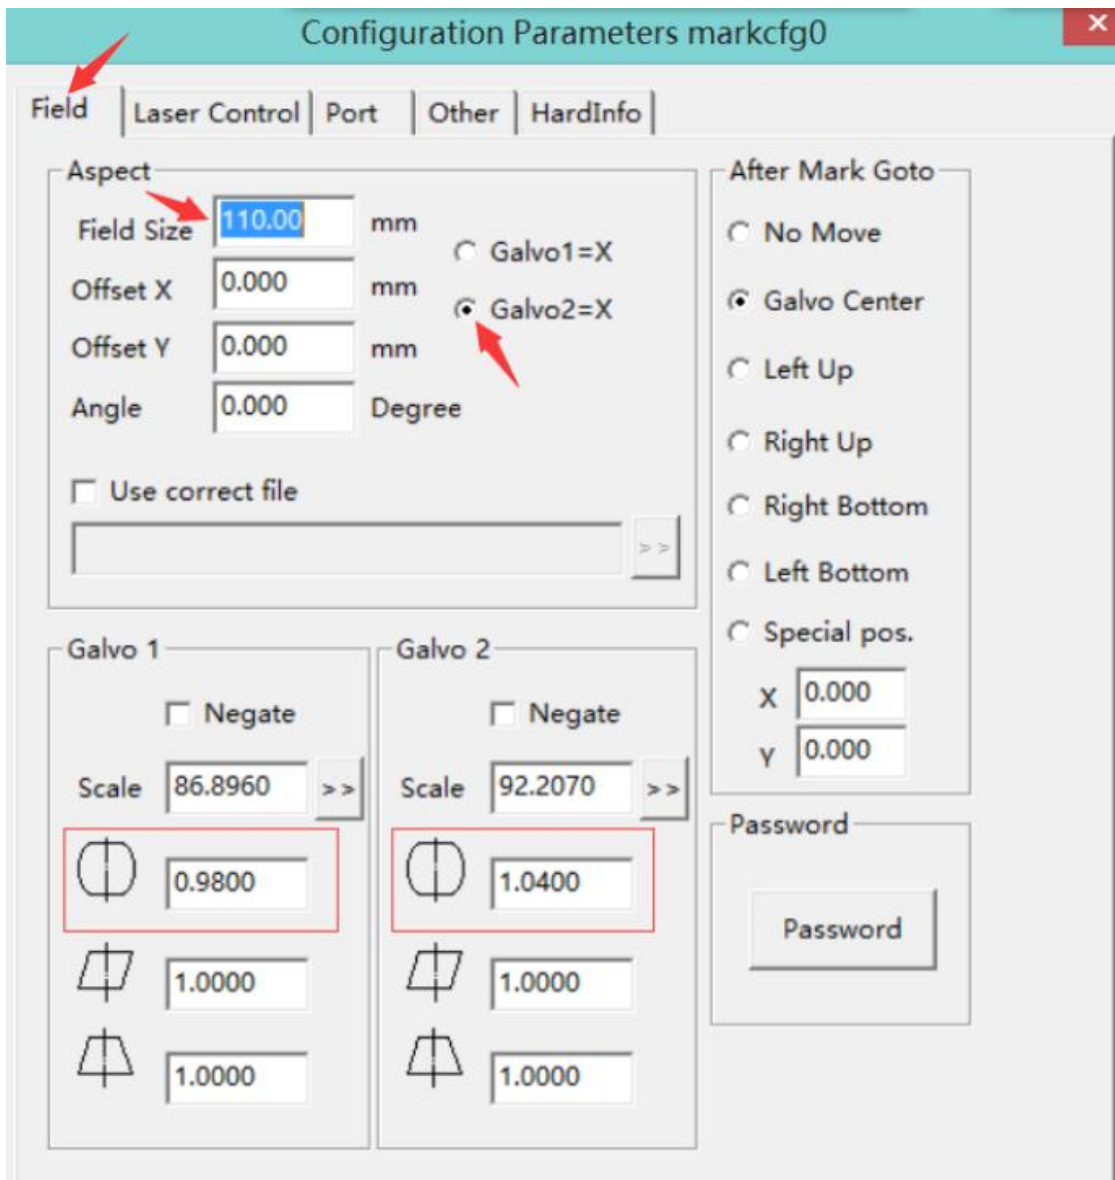 Configuration Parameters markcfg0
Field Laser Control Port Other HardInfo
Aspect
Field Size 110.00 mm
Offset X 0.000 mm
Offset Y 0.000 mm
Angle 0.000 Degree
Galvo1=X
Galvo2=X
Use correct file
>>
After Mark Goto
No Move
Galvo Center
Left Up
Right Up
Right Bottom
Left Bottom
Special pos.
X 0.000
Y 0.000
Galvo 1
Negate
Scale 86.8960 >>
0.9800
1.0000
1.0000
Galvo 2
Negate
Scale 92.2070 >>
1.0400
1.0000
1.0000
Password
Password